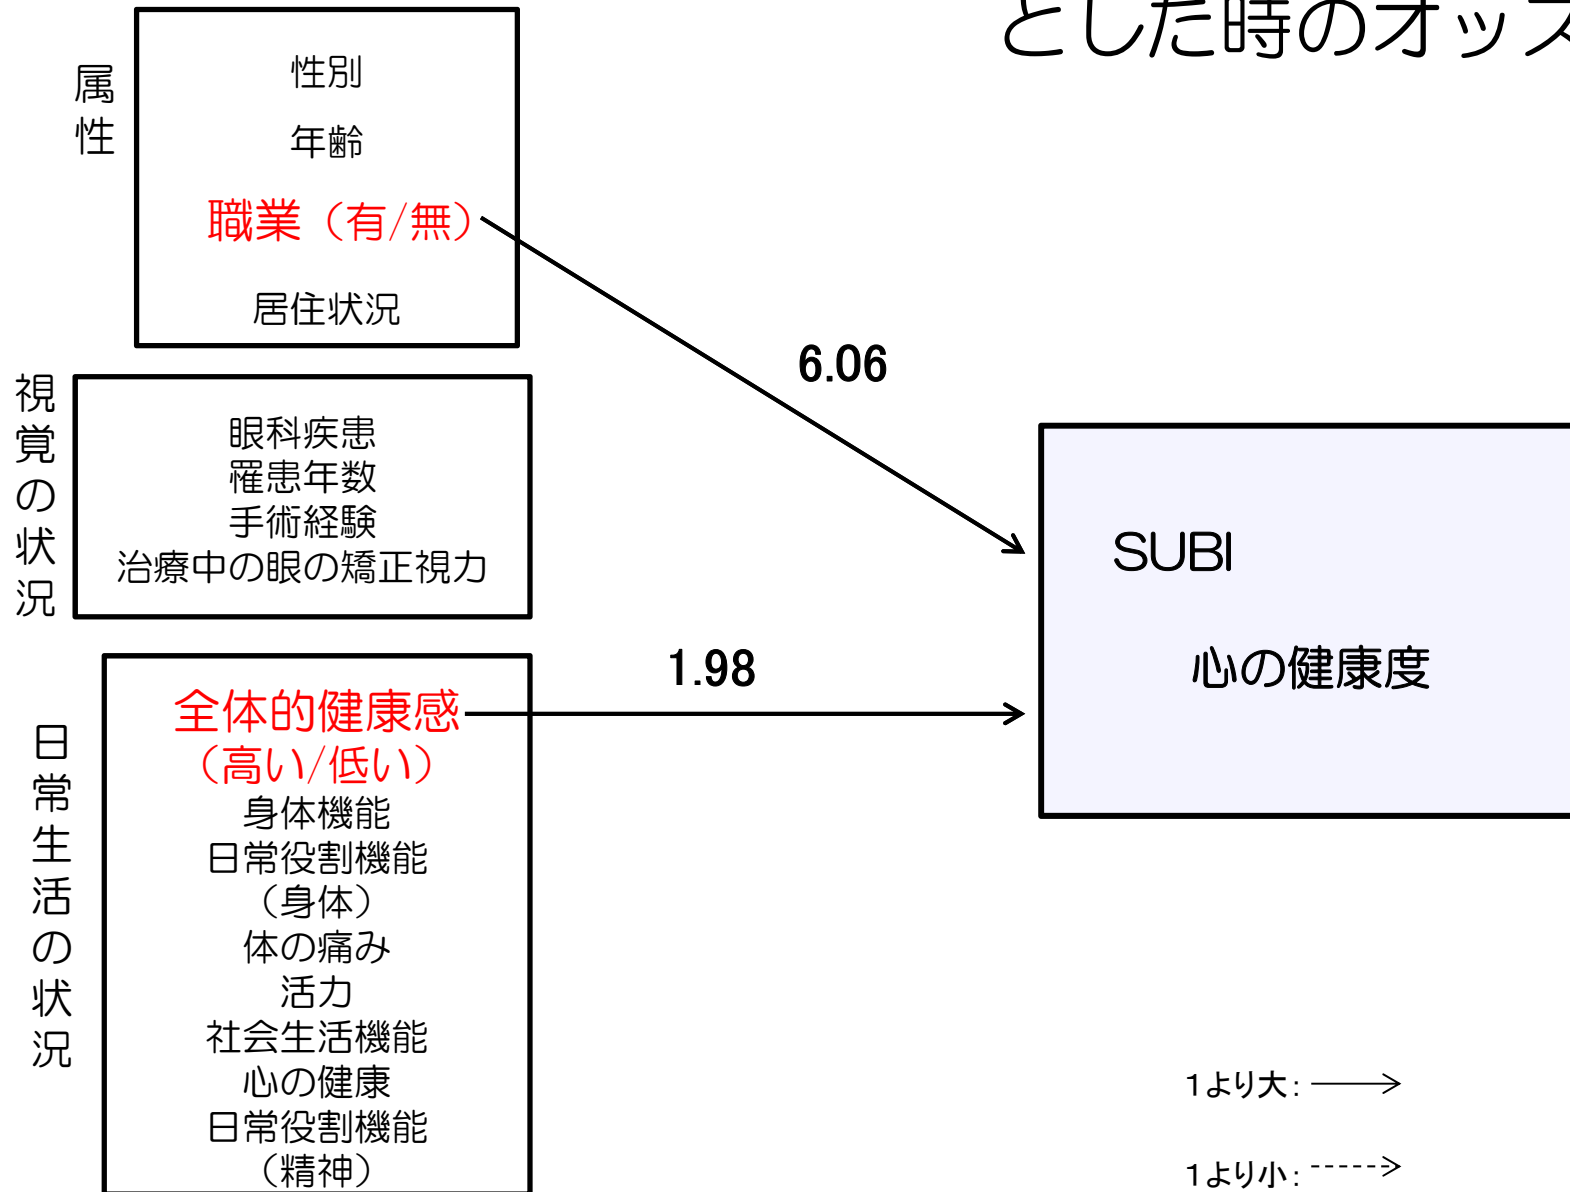 とした時のオッズ
属性
性別
年齢
職業（有/無）
居住状況
6.06
視覚の状況
眼科疾患
罹患年数
手術経験
治療中の眼の矯正視力
SUBI
心の健康度
1.98
日常生活の状況
全体的健康感
（高い/低い）
身体機能
日常役割機能
（身体）
体の痛み
活力
社会生活機能
心の健康
日常役割機能
（精神）
1より大：
1より小：